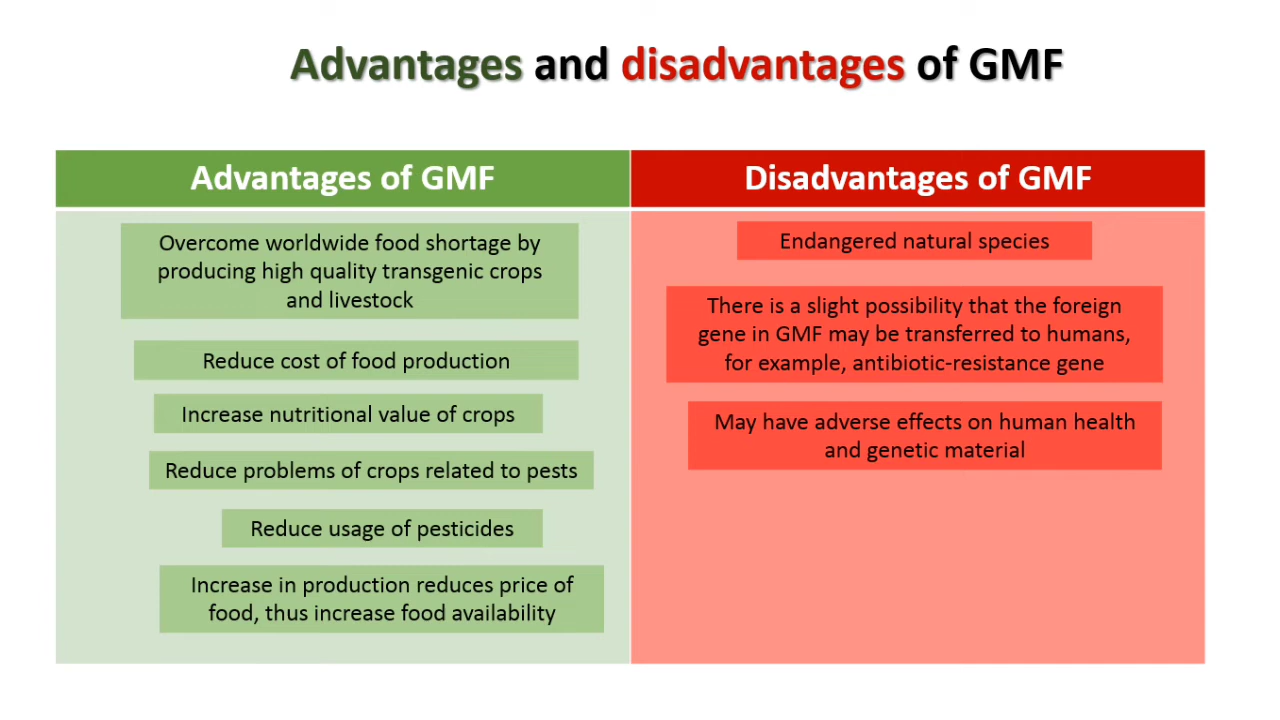 Advantages and disadvantages of GMF
Advantages of GMF
Overcome worldwide food shortage by
producing high quality transgenic crops
and livestock
Reduce cost of food production
Increase nutritional value of crops
Reduce problems of crops related to pests
Reduce usage of pesticides
Increase in production reduces price of
food, thus increase food availability
Disadvantages of GMF
Endangered natural species
There is a slight possibility that the foreign
gene in GMF may be transferred to humans,
for example, antibiotic-resistance gene
May have adverse effects on human health
and genetic material